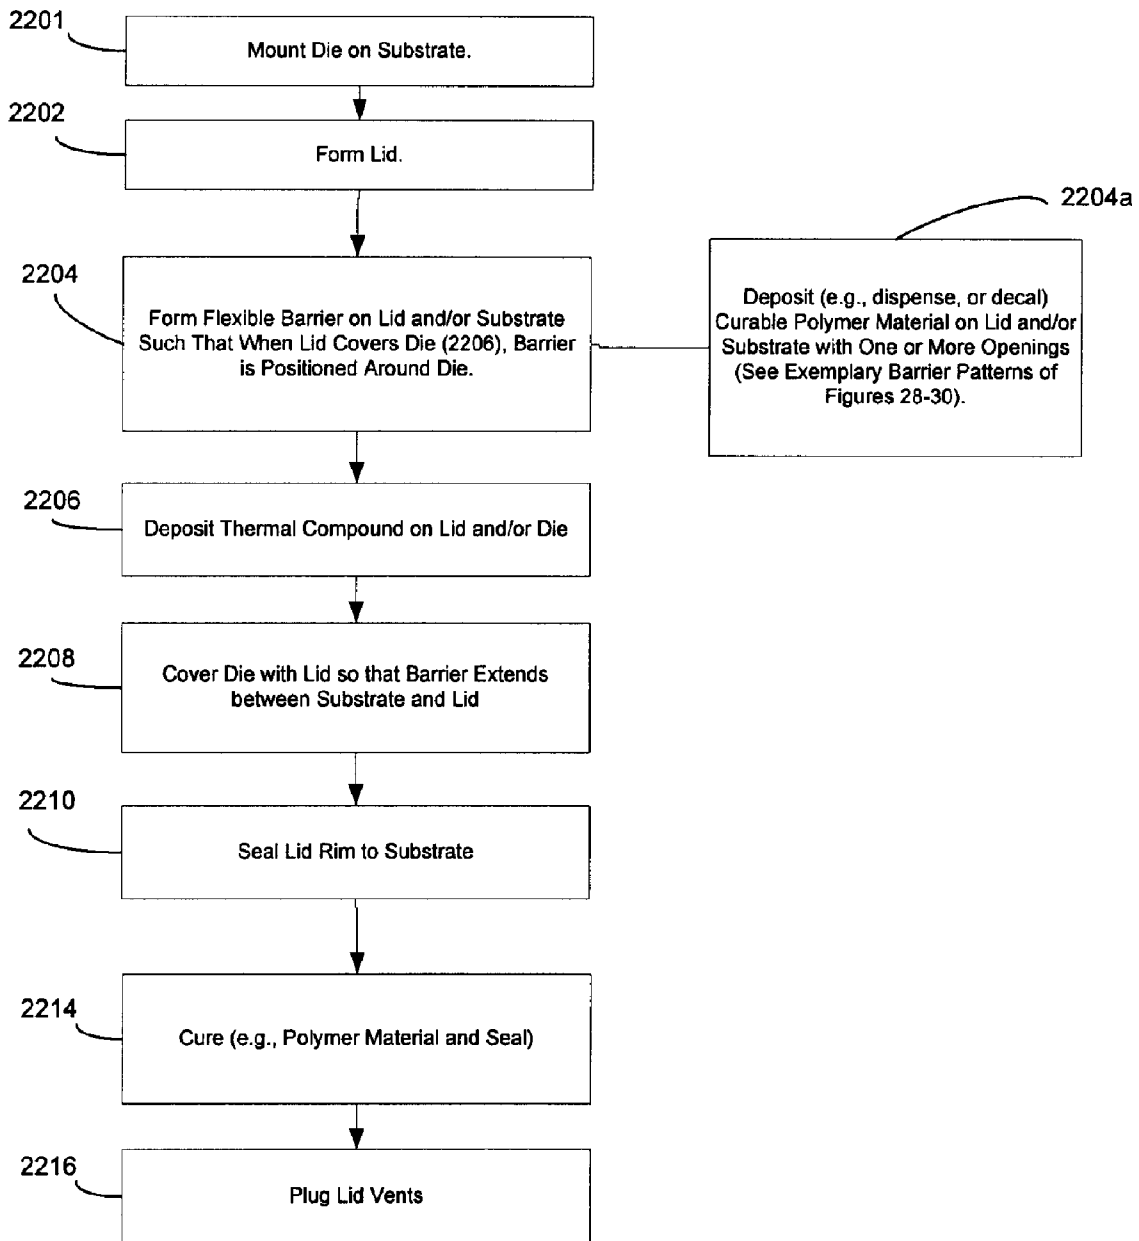 2201
Mount Die on Substrate.
2202
Form Lid.
2204a
2204
Form Flexible Barrier on Lid and/or Substrate
Such That When Lid Covers Die (2206), Barrier
is Positioned Around Die.
Deposit (e.g., dispense, or decal)
Curable Polymer Material on Lid and/or
Substrate with One or More Openings
(See Exemplary Barrier Patterns of
Figures 28-30).
2206
Deposit Thermal Compound on Lid and/or Die
2208
Cover Die with Lid so that Barrier Extends
between Substrate and Lid
2210
Seal Lid Rim to Substrate
2214
Cure (e.g., Polymer Material and Seal)
2216
Plug Lid Vents